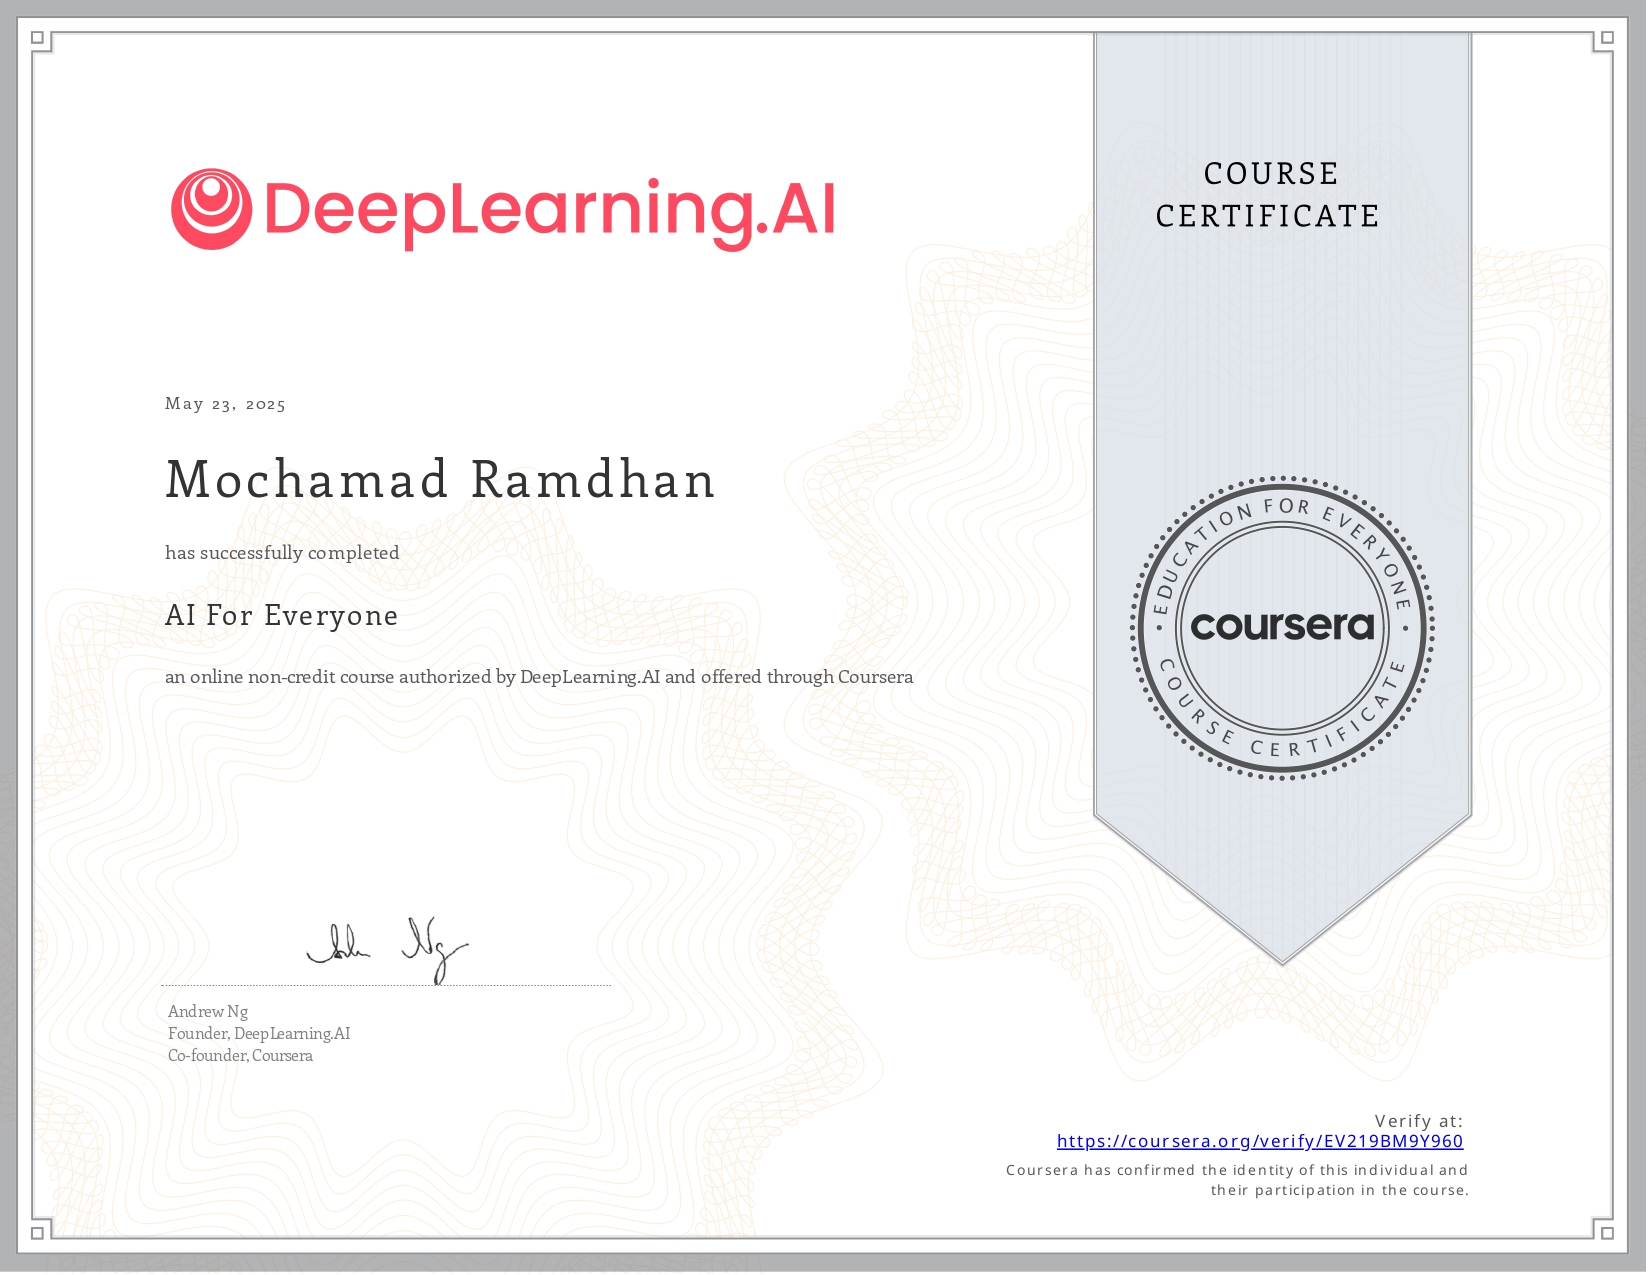 DeepLearning.AI
COURSE
CERTIFICATE
May 23, 2025
Mochamad Ramdhan
has successfully completed
AI For Everyone
an online non-credit course authorized by DeepLearning.AI and offered through Coursera
EDUCATION FOR EVERYONE
coursera
COURSE CERTIFICATE
Andrew Ng
Founder, DeepLearning.AI
Co-founder, Coursera
Verify at:
https://coursera.org/verify/EV219BM9Y960
Coursera has confirmed the identity of this individual and
their participation in the course.